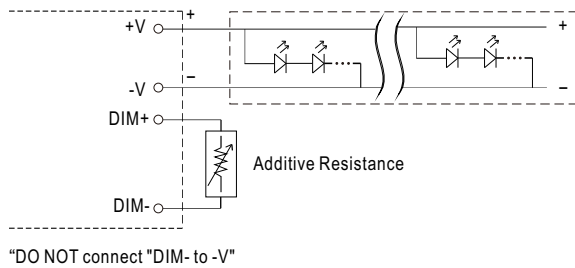 +V + +
-V − −
DIM+
Additive Resistance
DIM-
“DO NOT connect "DIM- to -V"